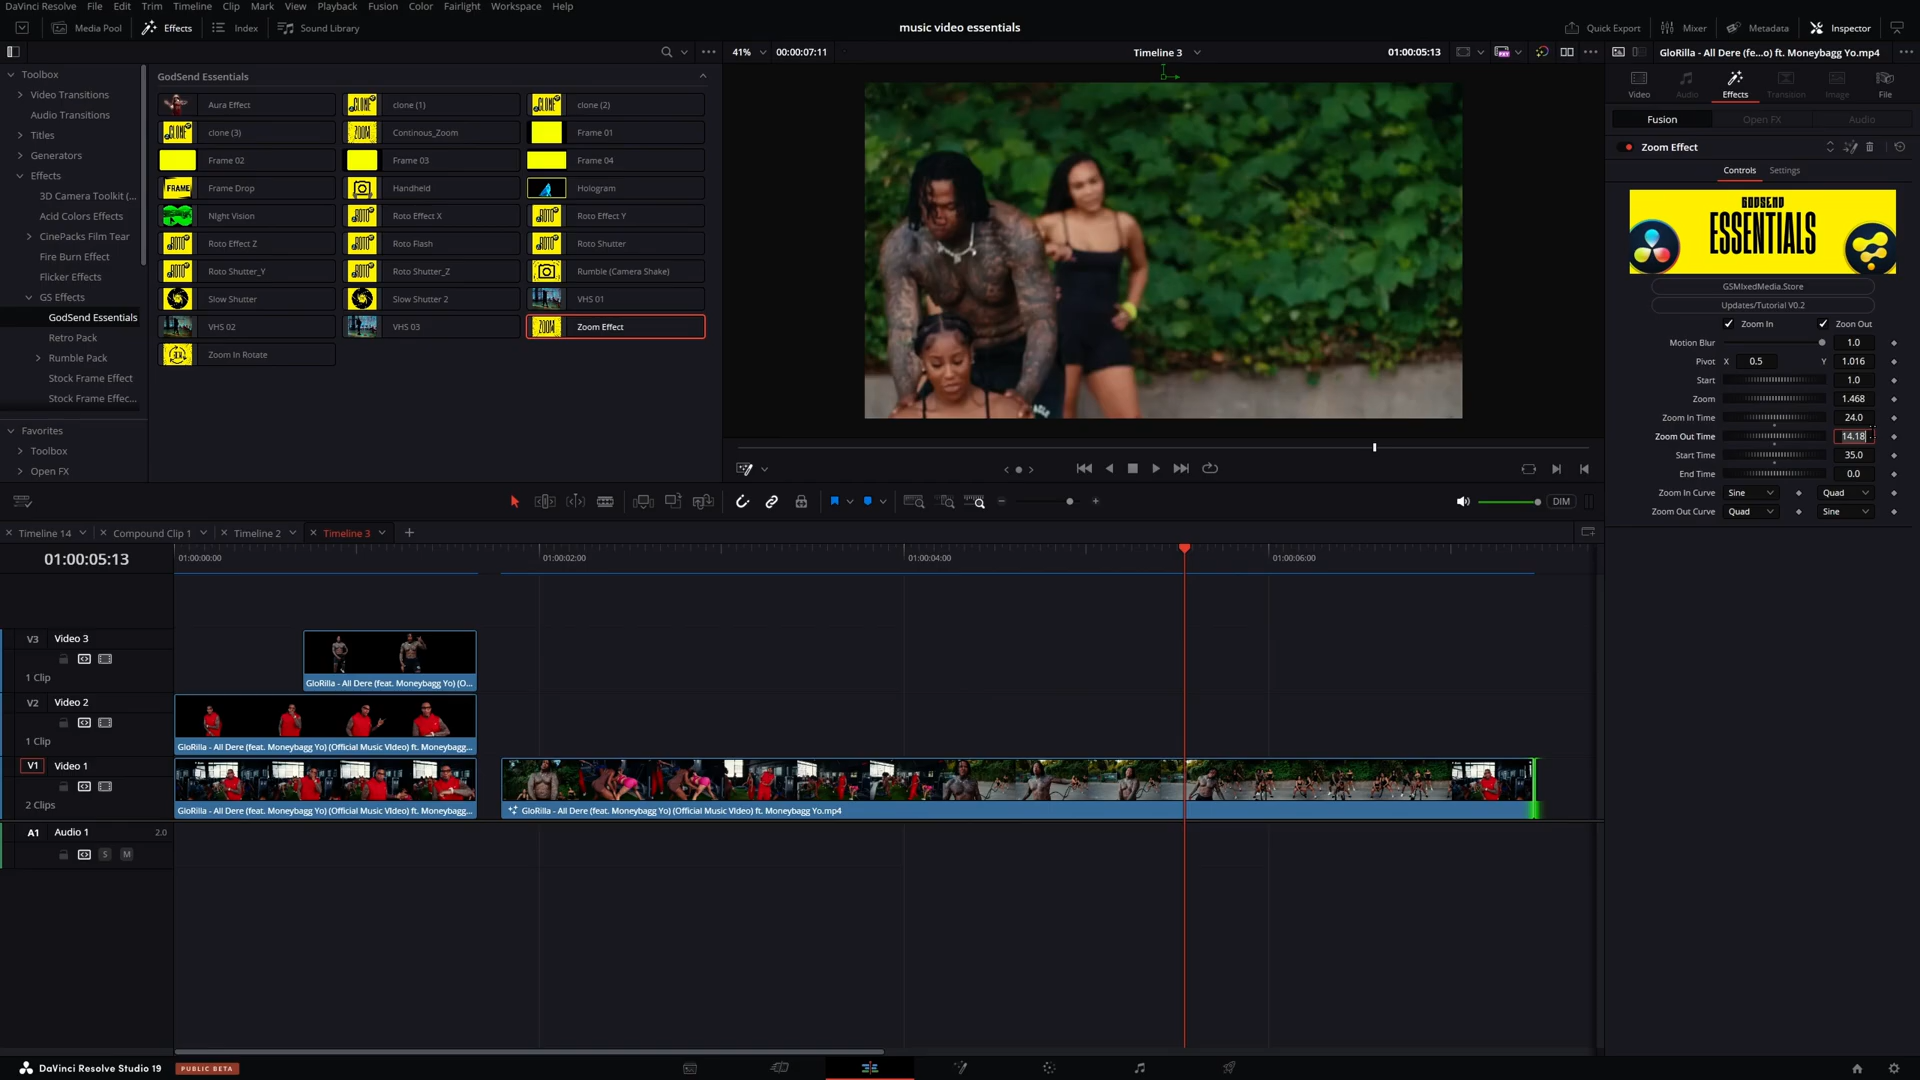 DaVinci Resolve File Edit Trim Timeline Clip Mark View Playback Fusion Color Fairlight Workspace Help
Media Pool Effects Index Sound Library
music video essentials
Quick Export Mixer Metadata Inspector
41% 00:00:07:11 Timeline 3 01:00:05:13
GloRilla - All Dere (fe...o) ft. Moneybagg Yo.mp4
Toolbox
Video Transitions
Audio Transitions
Titles
Generators
Effects
3D Camera Toolkit (...
Acid Colors Effects
CinePacks Film Tear
Fire Burn Effect
Flicker Effects
GS Effects
GodSend Essentials
Retro Pack
Rumble Pack
Stock Frame Effect
Stock Frame Effec...
Favorites
Toolbox
Open FX
GodSend Essentials
Aura Effect clone (1) clone (2)
clone (3) Continous_Zoom Frame 01
Frame 02 Frame 03 Frame 04
Frame Drop Handheid Hologram
NIght Vision Roto Effect X Roto Effect Y
Roto Effect Z Roto Flash Roto Shutter
Roto Shutter_Y Roto Shutter_Z Rumble (Camera Shake)
Slow Shutter Slow Shutter 2 VHS 01
VHS 02 VHS 03 Zoom Effect
Zoom In Rotate
Video Audio Effects Transition Image File
Fusion Open FX Audio
Zoom Effect
Controls Settings
GODSEND
ESSENTIALS
GSMIxedMedia.Store
Updates/Tutorial V0.2
Zoom In Zoon Out
Motion Blur 1.0
Pivot X 0.5 Y 1.016
Start 1.0
Zoom 1.468
Zoom In Time 24.0
Zoom Out Time 14.18
Start Time 35.0
End Time 0.0
Zoom In Curve Sine Quad
Zoom Out Curve Quad Sine
DIM
Timeline 14 Compound Clip 1 Timeline 2 Timeline 3
01:00:05:13
01:00:00:00 01:00:02:00 01:00:04:00 01:00:06:00
V3 Video 3
1 Clip
GloRilla - All Dere (feat. Moneybagg Yo) (O...
V2 Video 2
1 Clip
GloRilla - All Dere (feat. Moneybagg Yo) (Official Music VIdeo) ft. Moneybagg...
V1 Video 1
2 Clips
GloRilla - All Dere (feat. Moneybagg Yo) (Official Music VIdeo) ft. Moneybagg...
GloRilla - All Dere (feat. Moneybagg Yo) (Official Music VIdeo) ft. Moneybagg Yo.mp4
A1 Audio 1 2.0
S M
DaVinci Resolve Studio 19 PUBLIC BETA